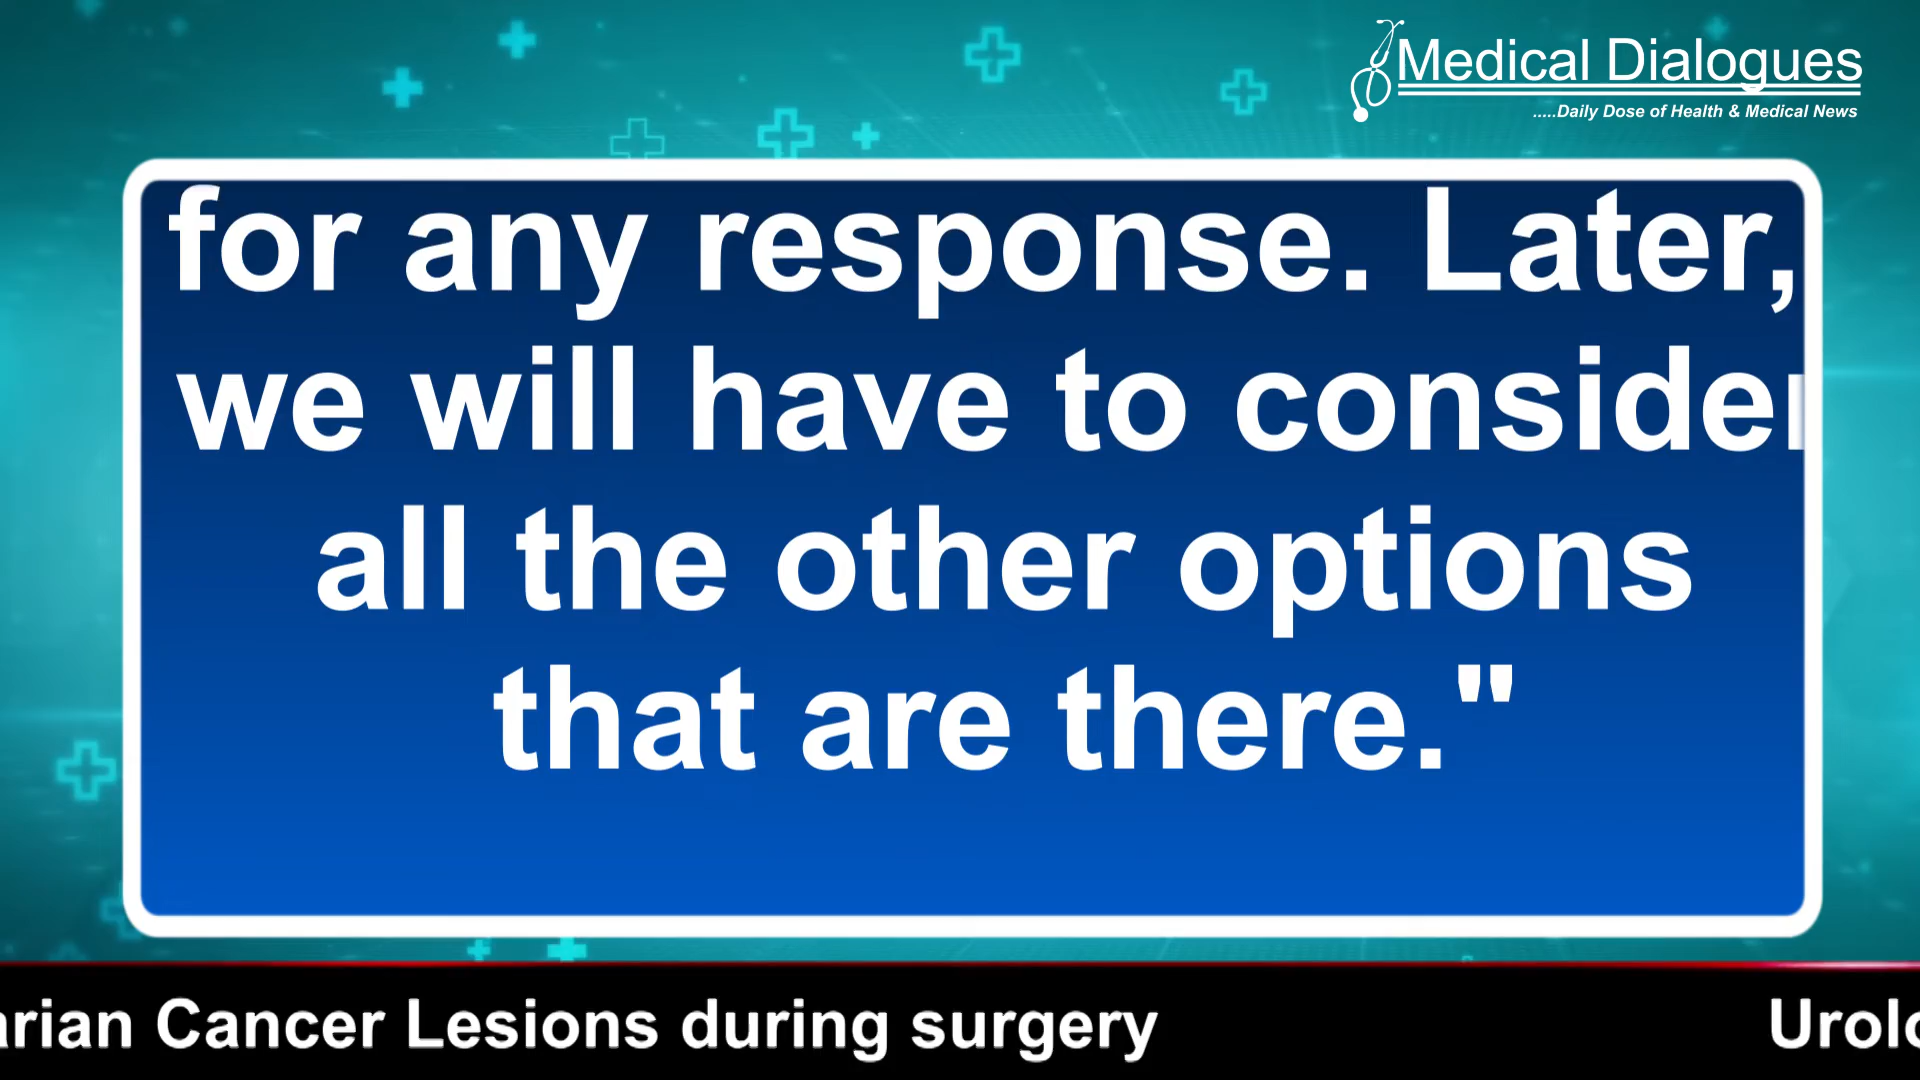 Medical Dialogues
.....Daily Dose of Health & Medical News
for any response. Later,
we will have to consider
all the other options
that are there."
arian Cancer Lesions during surgery
Urolo